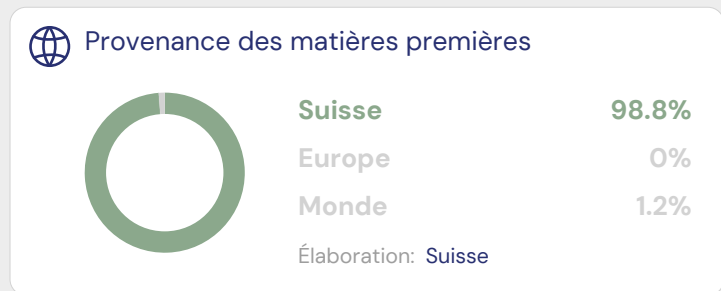 Provenance des matières premières
Suisse 98.8%
Europe 0%
Monde 1.2%
Élaboration: Suisse